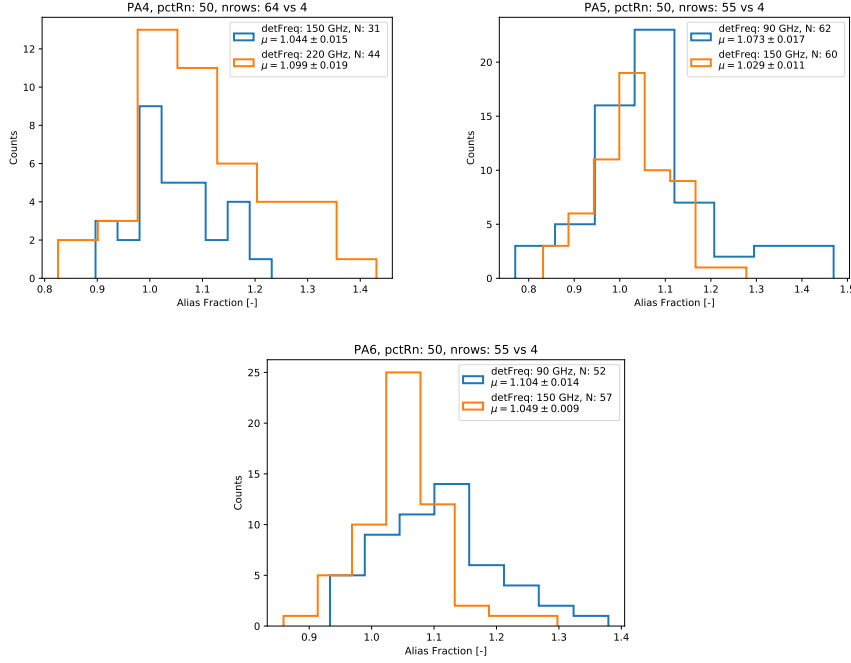 PA4, pctRn: 50, nrows: 64 vs 4
detFreq: 150 GHz, N: 31
μ = 1.044 ± 0.015
detFreq: 220 GHz, N: 44
μ = 1.099 ± 0.019
Counts
12
10
8
6
4
2
0
0.8 0.9 1.0 1.1 1.2 1.3 1.4
Alias Fraction [-]
PA5, pctRn: 50, nrows: 55 vs 4
detFreq: 90 GHz, N: 62
μ = 1.073 ± 0.017
detFreq: 150 GHz, N: 60
μ = 1.029 ± 0.011
Counts
20
15
10
5
0
0.8 0.9 1.0 1.1 1.2 1.3 1.4 1.5
Alias Fraction [-]
PA6, pctRn: 50, nrows: 55 vs 4
detFreq: 90 GHz, N: 52
μ = 1.104 ± 0.014
detFreq: 150 GHz, N: 57
μ = 1.049 ± 0.009
Counts
25
20
15
10
5
0
0.9 1.0 1.1 1.2 1.3 1.4
Alias Fraction [-]